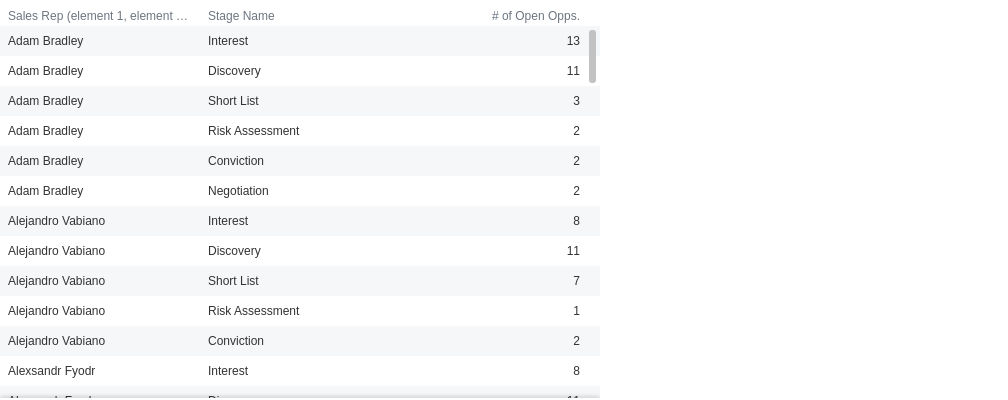 Sales Rep (element 1, element … Stage Name # of Open Opps.
Adam Bradley Interest 13
Adam Bradley Discovery 11
Adam Bradley Short List 3
Adam Bradley Risk Assessment 2
Adam Bradley Conviction 2
Adam Bradley Negotiation 2
Alejandro Vabiano Interest 8
Alejandro Vabiano Discovery 11
Alejandro Vabiano Short List 7
Alejandro Vabiano Risk Assessment 1
Alejandro Vabiano Conviction 2
Alexsandr Fyodr Interest 8